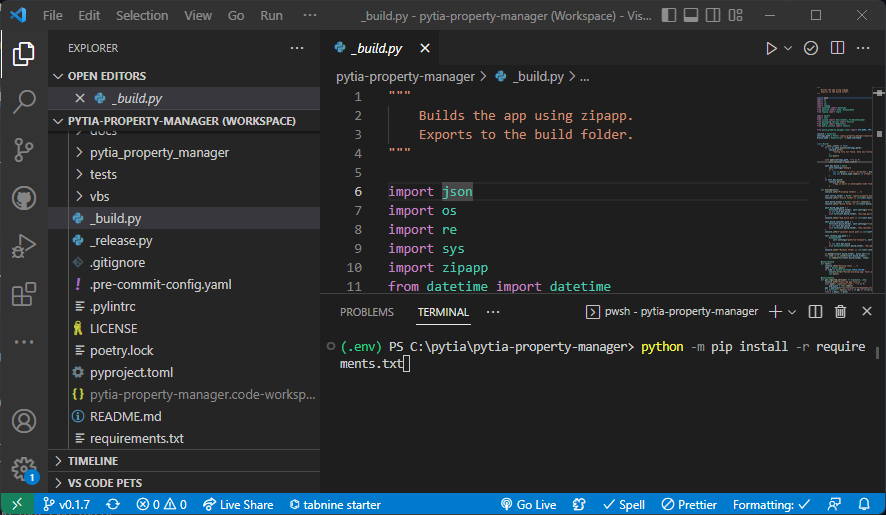 File Edit Selection View Go Run ··· _build.py - pytia-property-manager (Workspace) - Vis...
EXPLORER ···
OPEN EDITORS
_build.py
PYTIA-PROPERTY-MANAGER (WORKSPACE)
docs
pytia_property_manager
tests
vbs
_build.py
_release.py
.gitignore
.pre-commit-config.yaml
.pylintrc
LICENSE
poetry.lock
pyproject.toml
pytia-property-manager.code-worksp...
README.md
requirements.txt
TIMELINE
VS CODE PETS
_build.py
pytia-property-manager > _build.py > ...
1 """
2 Builds the app using zipapp.
3 Exports to the build folder.
4 """
5
6 import json
7 import os
8 import re
9 import sys
10 import zipapp
11 from datetime import datetime
PROBLEMS TERMINAL ··· pwsh - pytia-property-manager
(.env) PS C:\pytia\pytia-property-manager> python -m pip install -r require
ments.txt
1
v0.1.7 0 0 Live Share tabnine starter Go Live Spell Prettier Formatting: